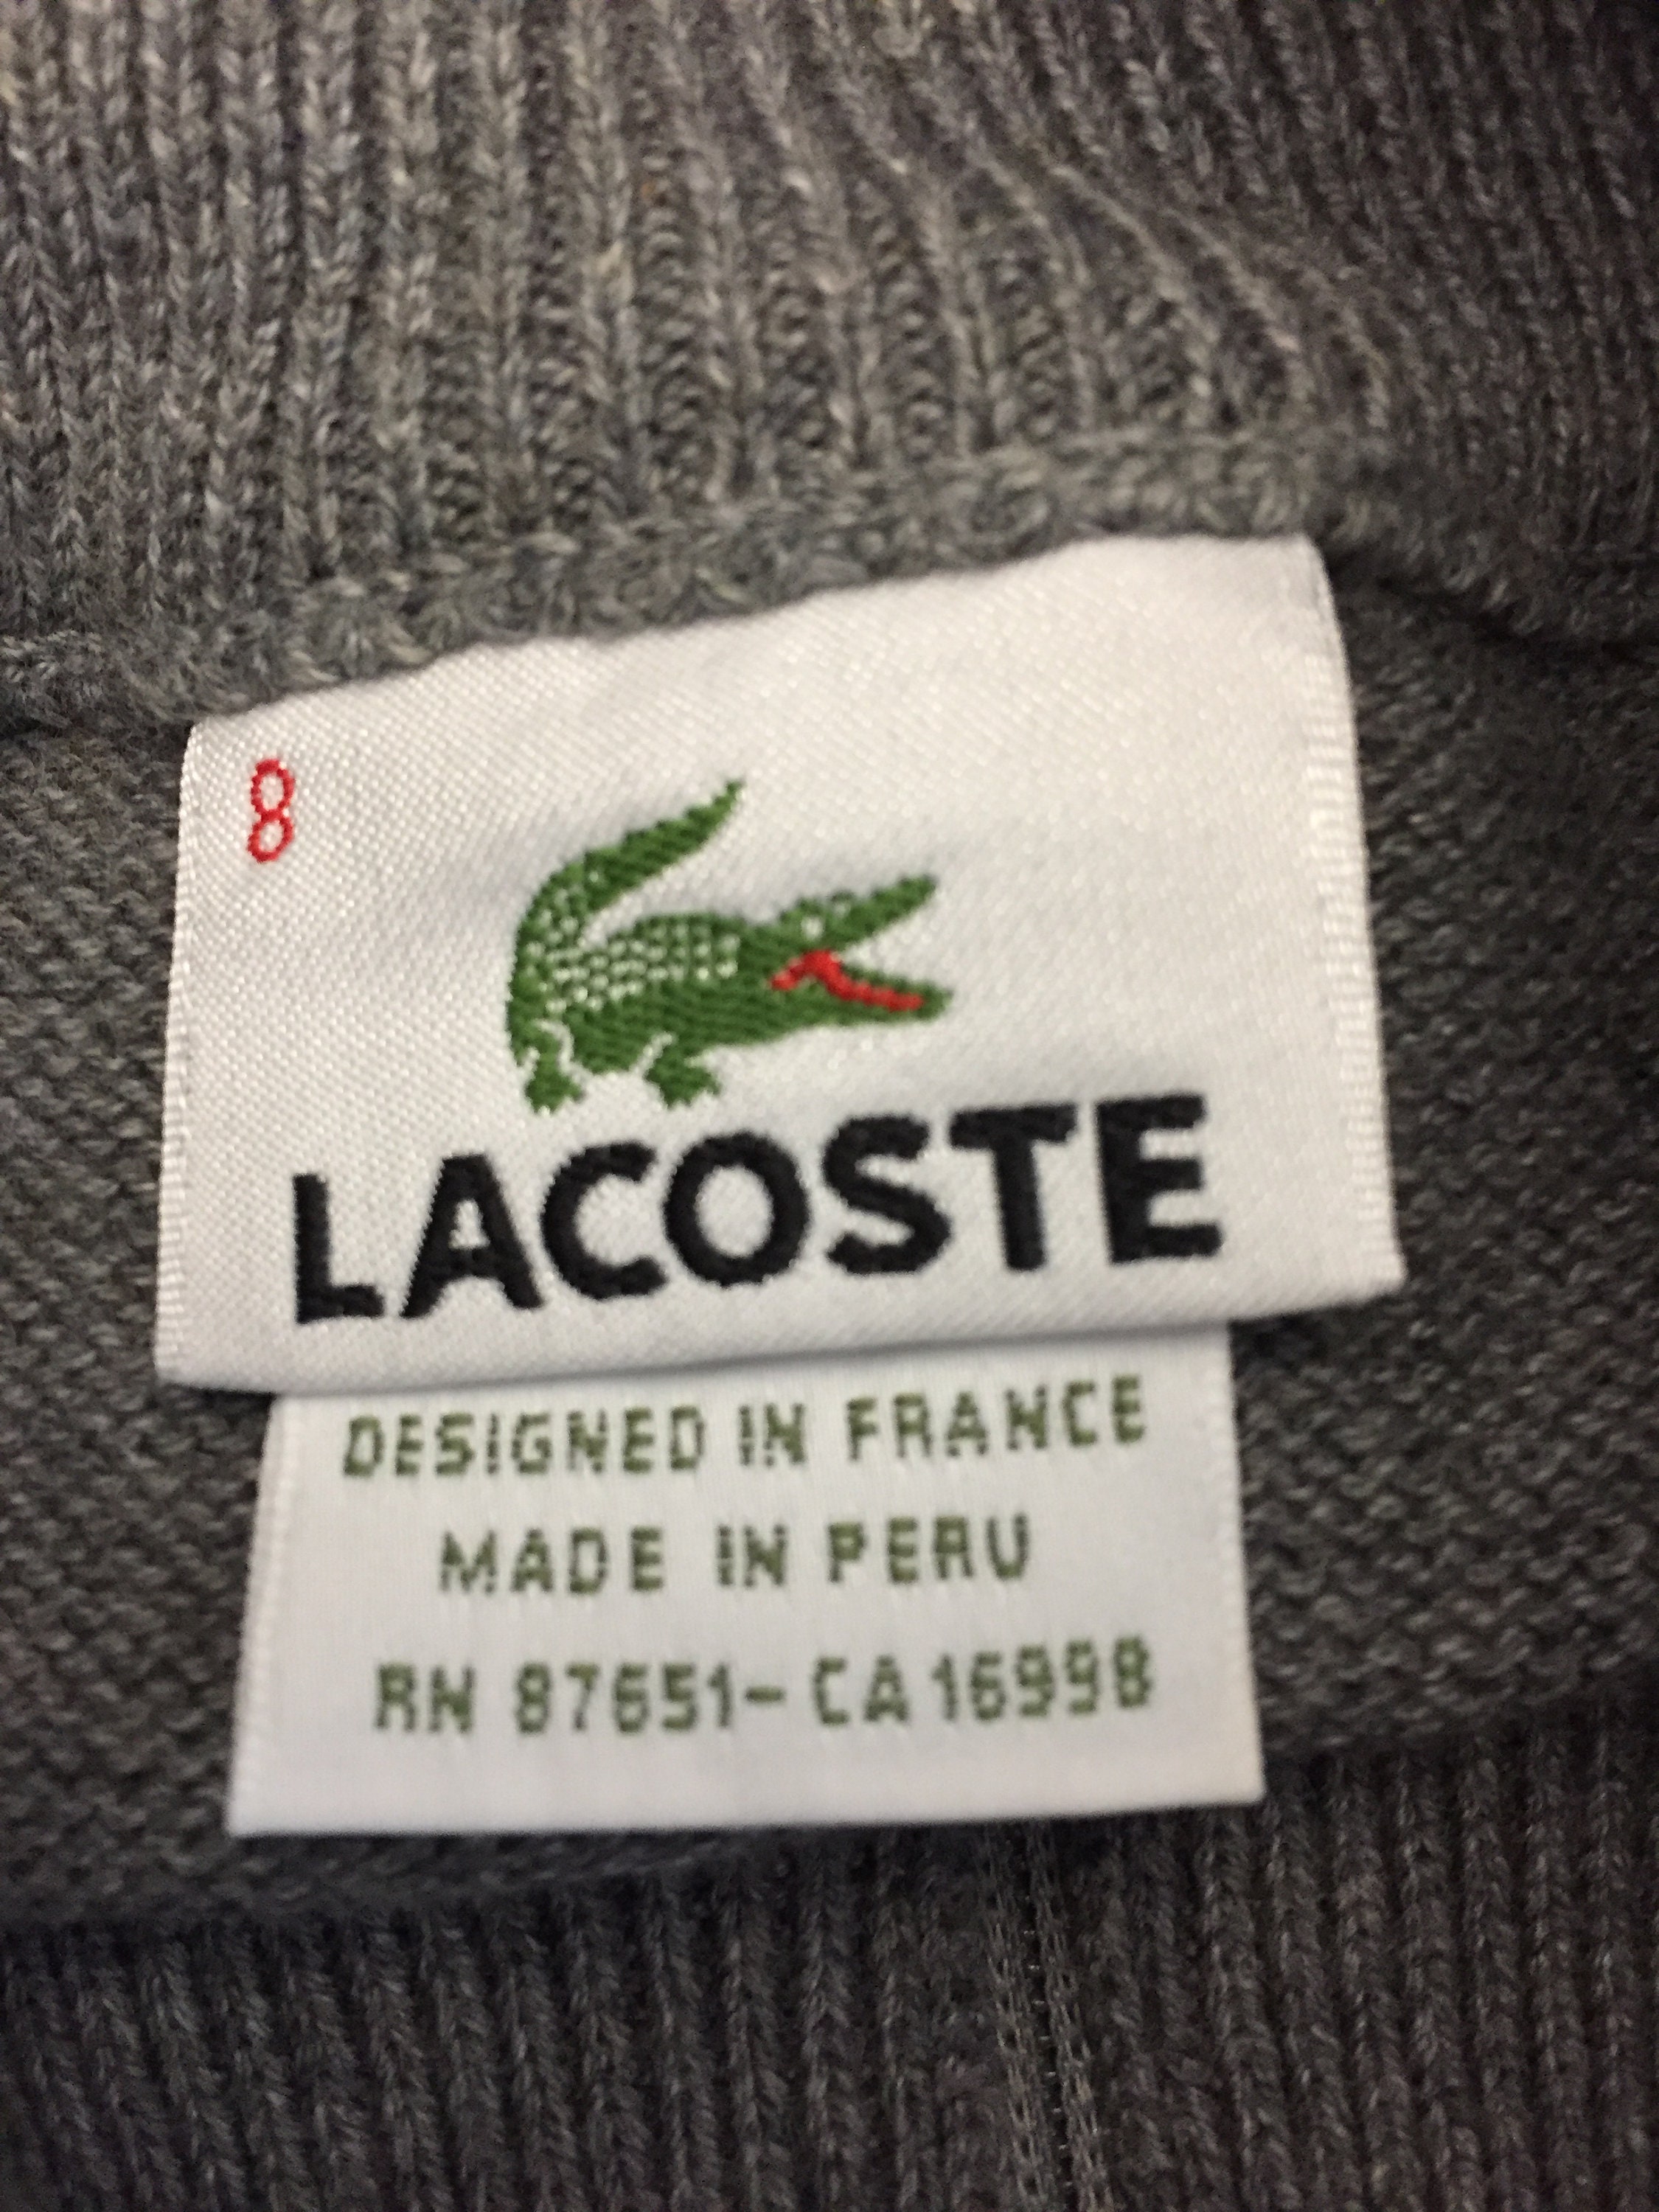 8
LACOSTE
DESIGNED IN FRANCE
MADE IN PERU
RN 87651- CA 16998